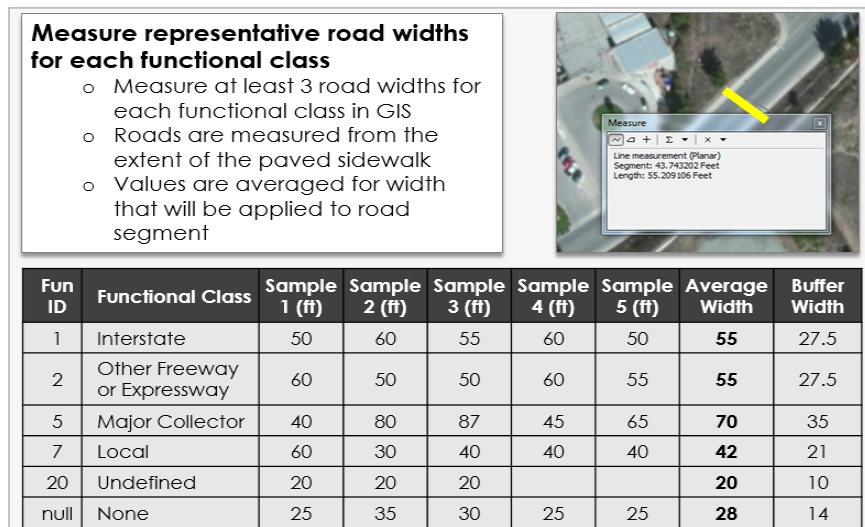 Measure representative road widths
for each functional class
o Measure at least 3 road widths for
each functional class in GIS
o Roads are measured from the
extent of the paved sidewalk
o Values are averaged for width
that will be applied to road
segment
Measure
Line measurement (Planar)
Segment: 43.743202 Feet
Length: 55.209106 Feet
Fun ID Functional Class Sample 1 (ft) Sample 2 (ft) Sample 3 (ft) Sample 4 (ft) Sample 5 (ft) Average Width Buffer Width
1 Interstate 50 60 55 60 50 55 27.5
2 Other Freeway or Expressway 60 50 50 60 55 55 27.5
5 Major Collector 40 80 87 45 65 70 35
7 Local 60 30 40 40 40 42 21
20 Undefined 20 20 20 20 10
null None 25 35 30 25 25 28 14